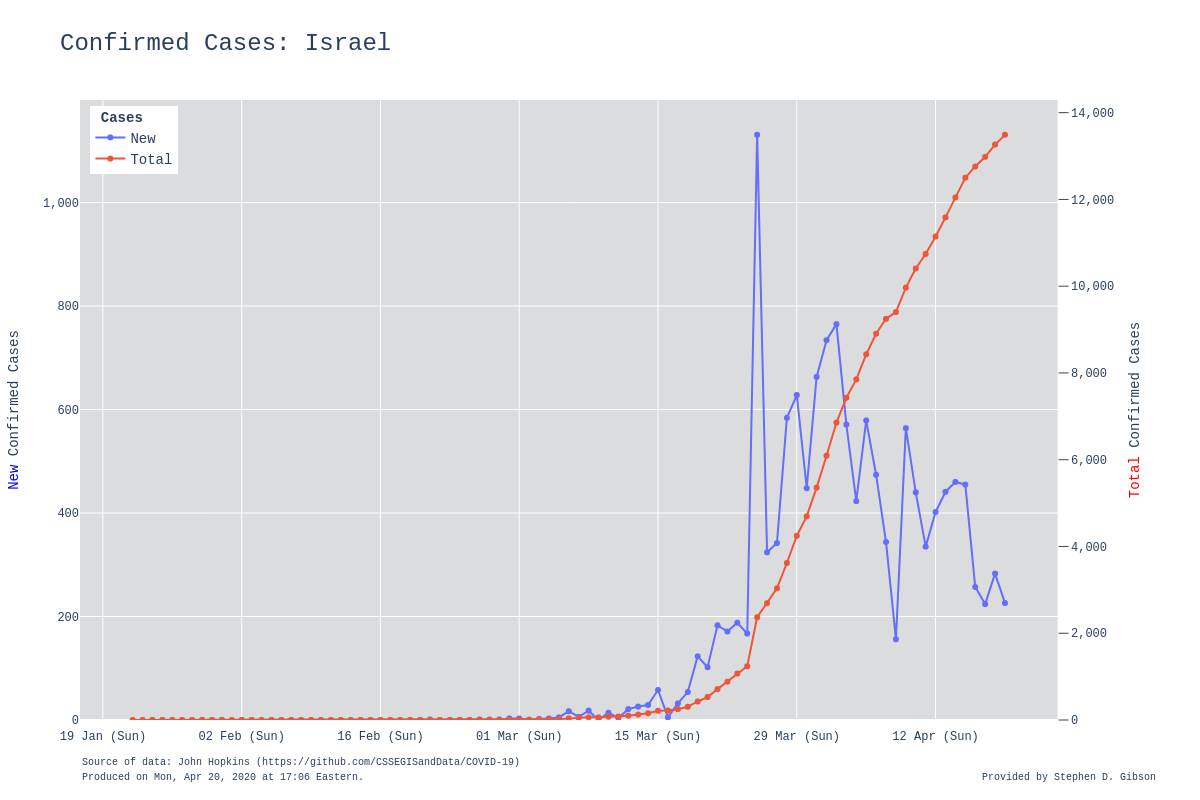 Confirmed Cases: Israel
Cases
New
Total
1,000
800
600
400
200
0
New Confirmed Cases
14,000
12,000
10,000
8,000
6,000
4,000
2,000
0
Total Confirmed Cases
19 Jan (Sun)
02 Feb (Sun)
16 Feb (Sun)
01 Mar (Sun)
15 Mar (Sun)
29 Mar (Sun)
12 Apr (Sun)
Source of data: John Hopkins (https://github.com/CSSEGISandData/COVID-19)
Produced on Mon, Apr 20, 2020 at 17:06 Eastern.
Provided by Stephen D. Gibson